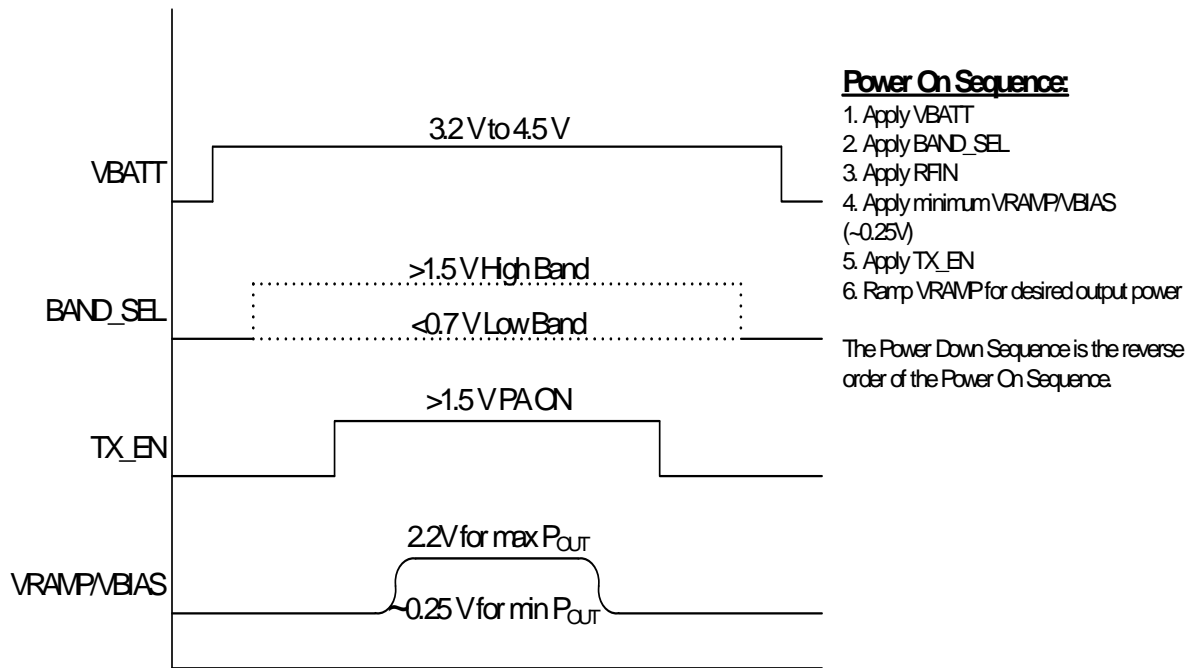 Power On Sequence:
1. Apply VBATT
2. Apply BAND_SEL
3. Apply RFIN
4. Apply minimum VRAMP/VBIAS
(~0.25V)
5. Apply TX_EN
6. Ramp VRAMP for desired output power
The Power Down Sequence is the reverse
order of the Power On Sequence.
3.2 V to 4.5 V
VBATT
>1.5 V High Band
BAND_SEL
<0.7 V Low Band
>1.5 V PA ON
TX_EN
2.2V for max POUT
VRAMP/VBIAS
~0.25 V for min POUT